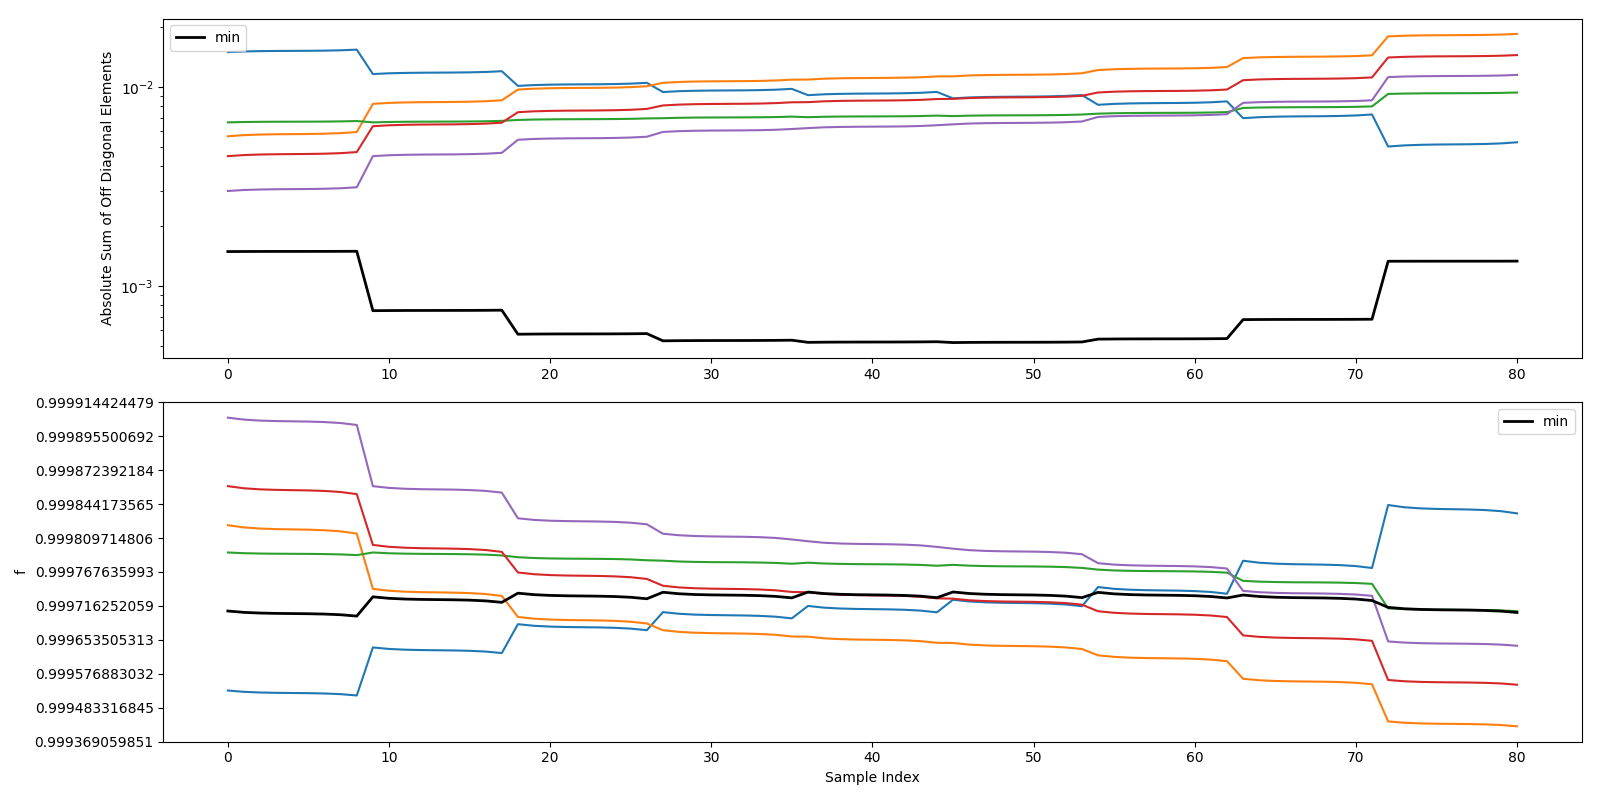 Absolute Sum of Off Diagonal Elements
10⁻²
10⁻³
min
0 10 20 30 40 50 60 70 80
f
0.999914424479
0.999895500692
0.999872392184
0.999844173565
0.999809714806
0.999767635993
0.999716252059
0.999653505313
0.999576883032
0.999483316845
0.999369059851
min
0 10 20 30 40 50 60 70 80
Sample Index